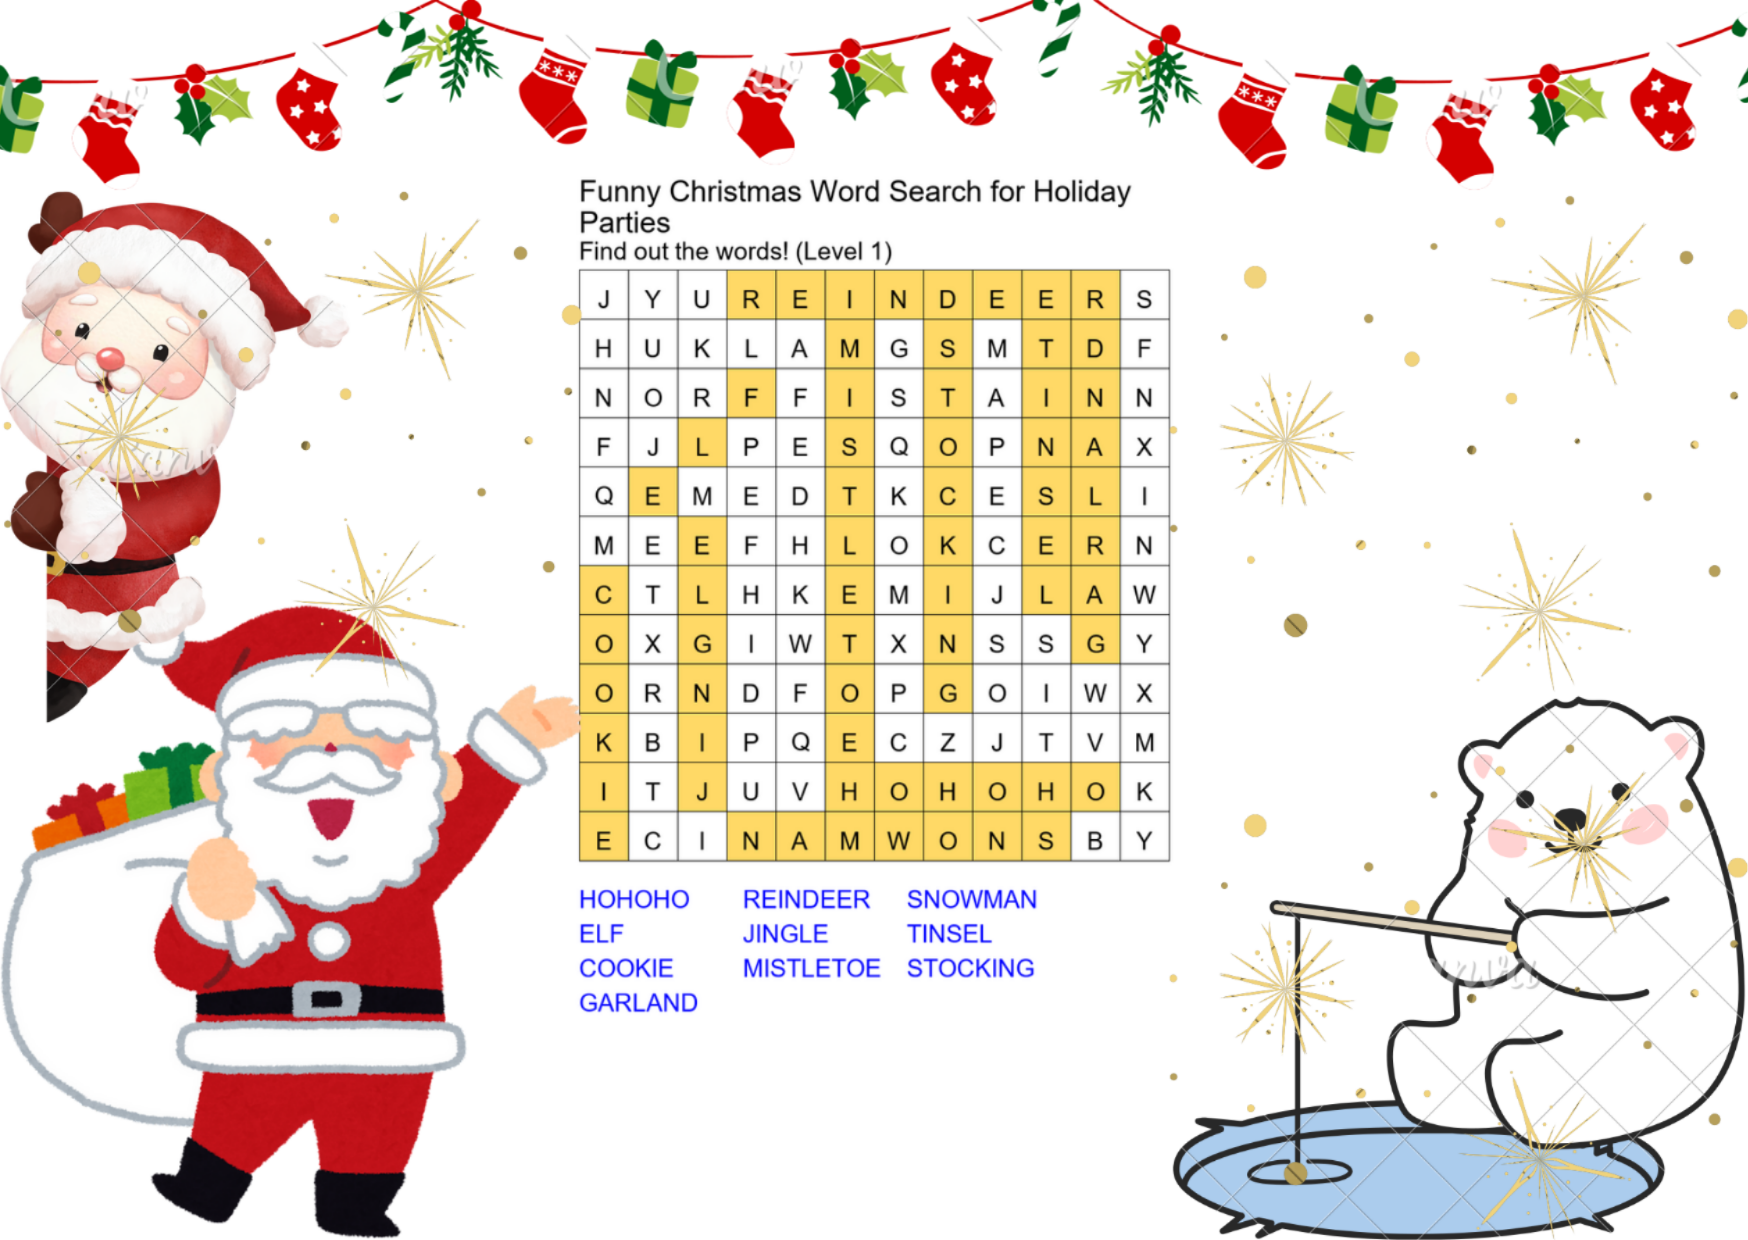 Funny Christmas Word Search for Holiday
Parties
Find out the words! (Level 1)
J Y U R E I N D E E R S
H U K L A M G S M T D F
N O R F F I S T A I N N
F J L P E S Q O P N A X
Q E M E D T K C E S L I
M E E F H L O K C E R N
C T L H K E M I J L A W
O X G I W T X N S S G Y
O R N D F O P G O I W X
K B I P Q E C Z J T V M
I T J U V H O H O H O K
E C I N A M W O N S B Y
HOHOHO REINDEER SNOWMAN
ELF JINGLE TINSEL
COOKIE MISTLETOE STOCKING
GARLAND